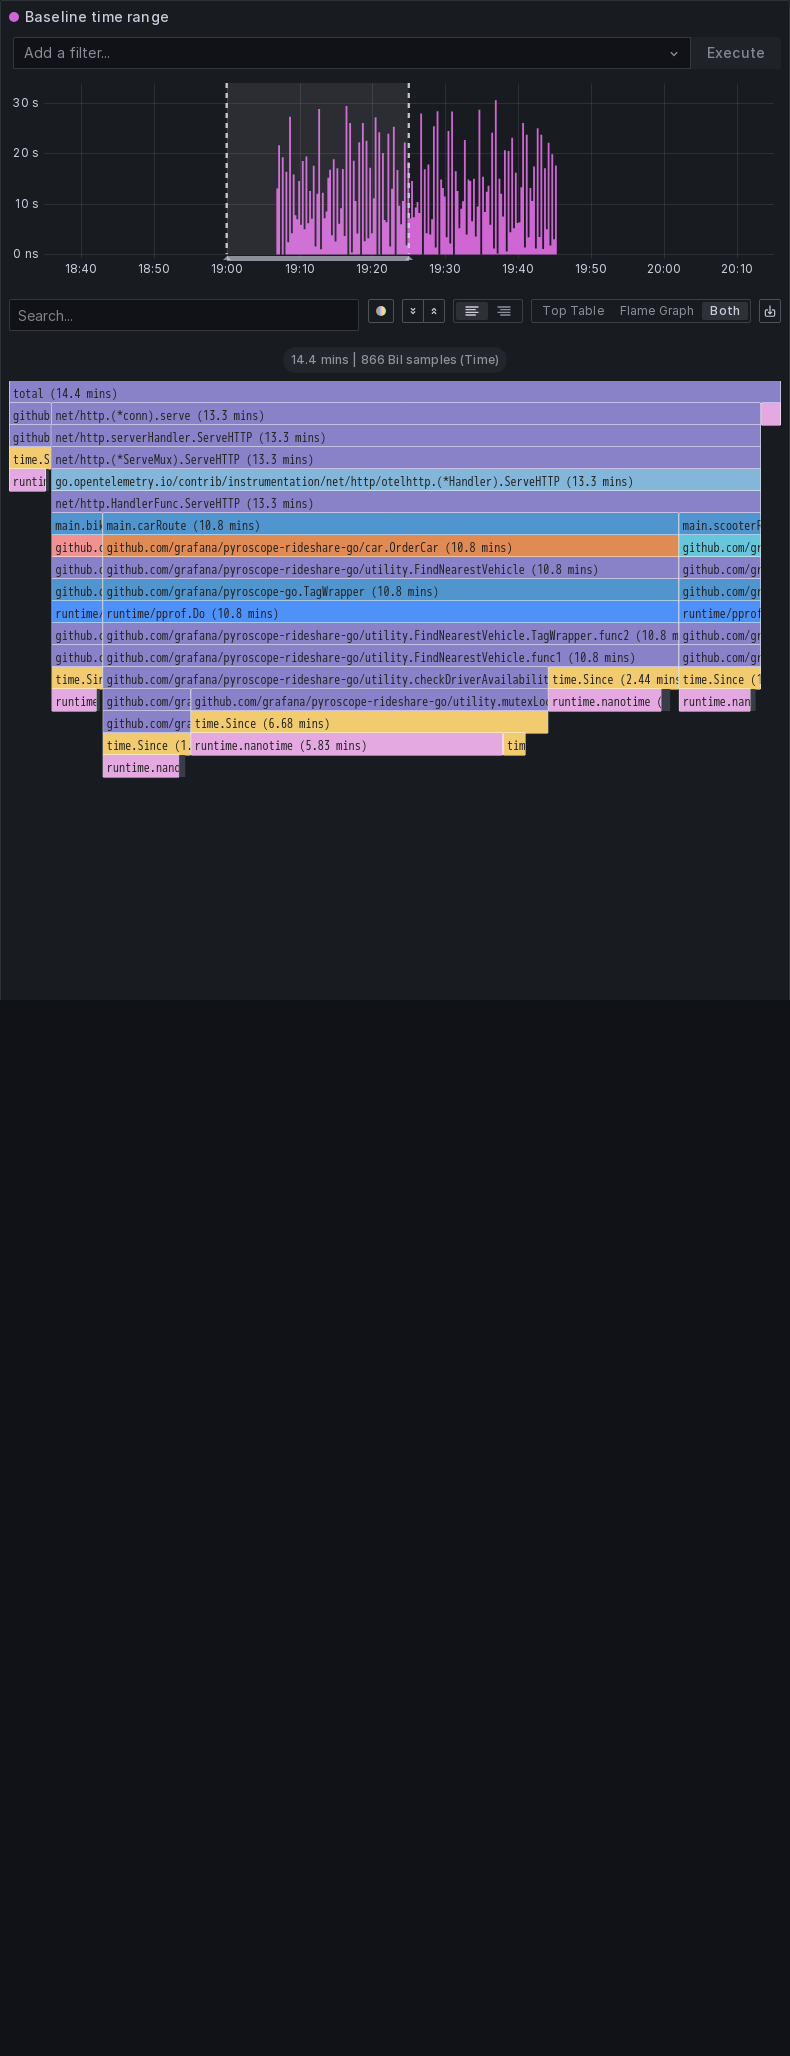 Baseline time range
Add a filter...
Execute
30 s
20 s
10 s
0 ns
18:40 18:50 19:00 19:10 19:20 19:30 19:40 19:50 20:00 20:10
Search...
Top Table Flame Graph Both
14.4 mins | 866 Bil samples (Time)
total (14.4 mins)
github net/http.(*conn).serve (13.3 mins)
github net/http.serverHandler.ServeHTTP (13.3 mins)
time.S net/http.(*ServeMux).ServeHTTP (13.3 mins)
runti go.opentelemetry.io/contrib/instrumentation/net/http/otelhttp.(*Handler).ServeHTTP (13.3 mins)
net/http.HandlerFunc.ServeHTTP (13.3 mins)
main.bik main.carRoute (10.8 mins) main.scooterR
github.c github.com/grafana/pyroscope-rideshare-go/car.OrderCar (10.8 mins) github.com/gr
github.c github.com/grafana/pyroscope-rideshare-go/utility.FindNearestVehicle (10.8 mins) github.com/gr
github.c github.com/grafana/pyroscope-go.TagWrapper (10.8 mins) github.com/gr
runtime/ runtime/pprof.Do (10.8 mins) runtime/pprof
github.c github.com/grafana/pyroscope-rideshare-go/utility.FindNearestVehicle.TagWrapper.func2 (10.8 m github.com/gr
github.c github.com/grafana/pyroscope-rideshare-go/utility.FindNearestVehicle.func1 (10.8 mins) github.com/gr
time.Sin github.com/grafana/pyroscope-rideshare-go/utility.checkDriverAvailabilit time.Since (2.44 mins time.Since (1
runtime github.com/gra github.com/grafana/pyroscope-rideshare-go/utility.mutexLoc runtime.nanotime ( runtime.nan
github.com/gra time.Since (6.68 mins)
time.Since (1. runtime.nanotime (5.83 mins) tim
runtime.nano